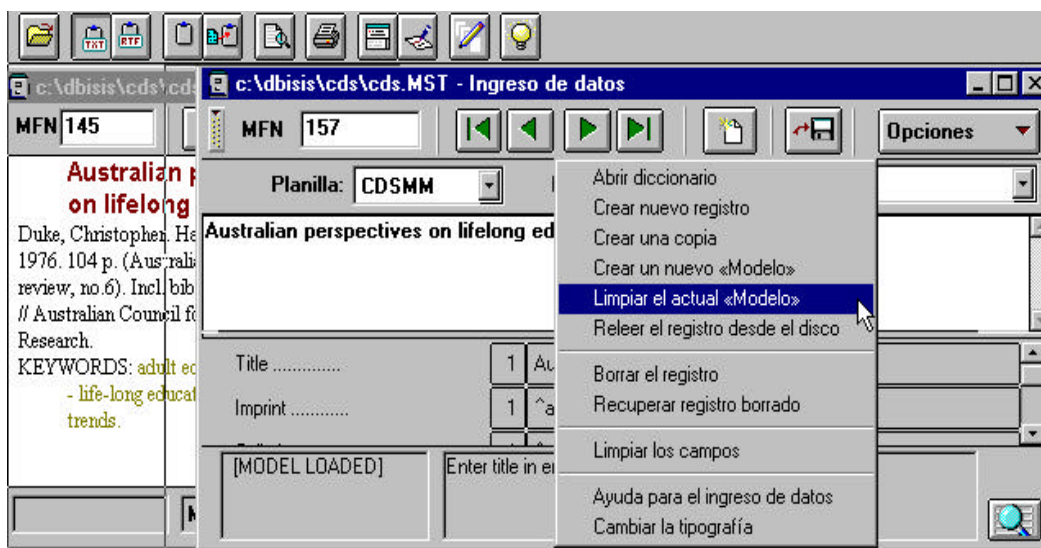 TXT
RTF
c:\dbisis\cds\cds
c:\dbisis\cds\cds.MST - Ingreso de datos
MFN 145
MFN 157
Opciones
Australian p
on lifelong
Duke, Christopher. Ha
1976. 104 p. (Australia
review, no.6). Incl. bib
// Australian Council fo
Research.
KEYWORDS: adult ed
- life-long educat
trends.
Planilla: CDSMM
Australian perspectives on lifelong ed
Title .............. 1 Au
Imprint ............ 1 ^a
[MODEL LOADED]
Enter title in e
Abrir diccionario
Crear nuevo registro
Crear una copia
Crear un nuevo «Modelo»
Limpiar el actual «Modelo»
Releer el registro desde el disco
Borrar el registro
Recuperar registro borrado
Limpiar los campos
Ayuda para el ingreso de datos
Cambiar la tipografía